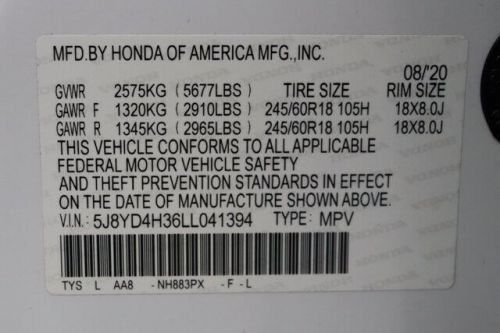 MFD.BY HONDA OF AMERICA MFG.,INC.
08/'20
GVWR 2575KG (5677LBS) TIRE SIZE RIM SIZE
GAWR F 1320KG (2910LBS) 245/60R18 105H 18X8.0J
GAWR R 1345KG (2965LBS) 245/60R18 105H 18X8.0J
THIS VEHICLE CONFORMS TO ALL APPLICABLE
FEDERAL MOTOR VEHICLE SAFETY
AND THEFT PREVENTION STANDARDS IN EFFECT
ON THE DATE OF MANUFACTURE SHOWN ABOVE.
V.I.N.: 5J8YD4H36LL041394 TYPE: MPV
TYS L AA8 -NH883PX -F-L